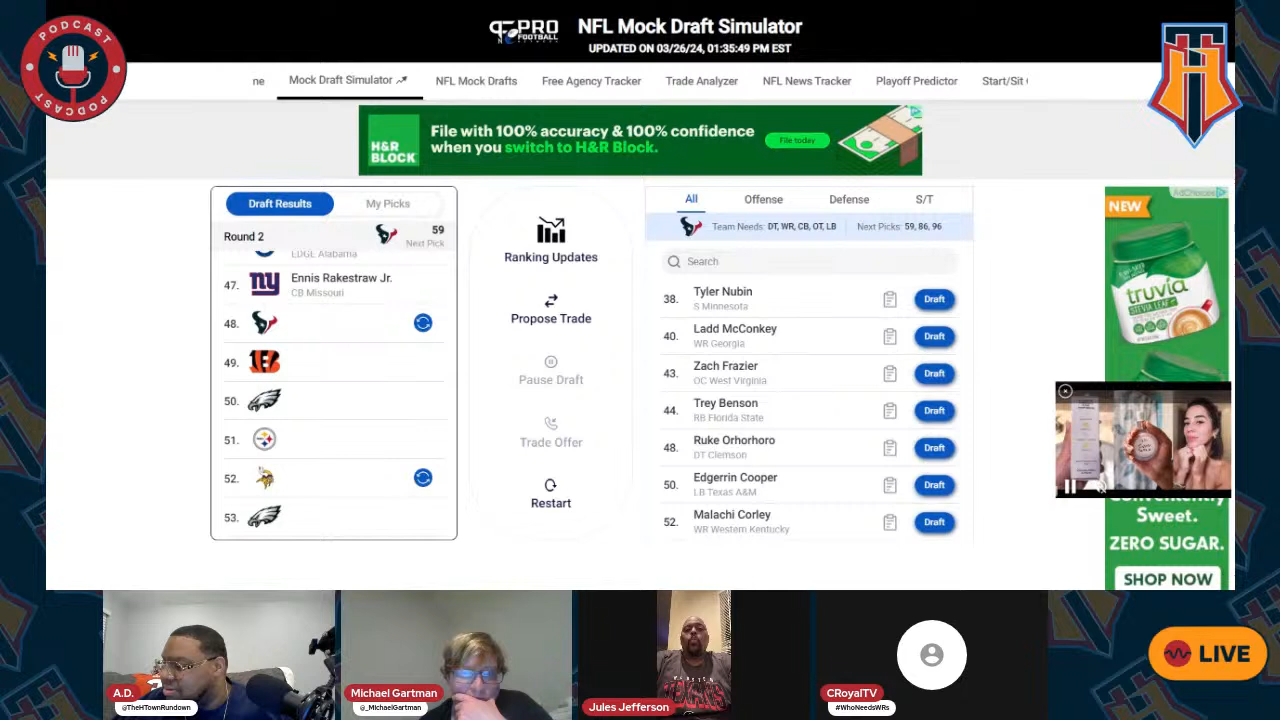 PODCAST
PODCAST
PRO
FOOTBALL
NFL Mock Draft Simulator
UPDATED ON 03/26/24, 01:35:49 PM EST
ne
Mock Draft Simulator
NFL Mock Drafts
Free Agency Tracker
Trade Analyzer
NFL News Tracker
Playoff Predictor
Start/Sit
H&R
BLOCK
File with 100% accuracy & 100% confidence
when you switch to H&R Block.
File today
Draft Results
My Picks
Round 2
59
Next Pick
EDGE Alabama
47.
Ennis Rakestraw Jr.
CB Missouri
48.
49.
50.
51.
52.
53.
Ranking Updates
Propose Trade
Pause Draft
Trade Offer
Restart
All
Offense
Defense
S/T
Team Needs: DT, WR, CB, OT, LB
Next Picks: 59, 86, 96
Search
38.
Tyler Nubin
S Minnesota
Draft
40.
Ladd McConkey
WR Georgia
Draft
43.
Zach Frazier
OC West Virginia
Draft
44.
Trey Benson
RB Florida State
Draft
48.
Ruke Orhorhoro
DT Clemson
Draft
50.
Edgerrin Cooper
LB Texas A&M
Draft
52.
Malachi Corley
WR Western Kentucky
Draft
NEW
truvia
STEVIA LEAF
Conveniently
Sweet.
ZERO SUGAR.
SHOP NOW
LIVE
A.D.
@TheHTownRundown
Michael Gartman
@_MichaelGartman
Jules Jefferson
CRoyalTV
#WhoNeedsWRs